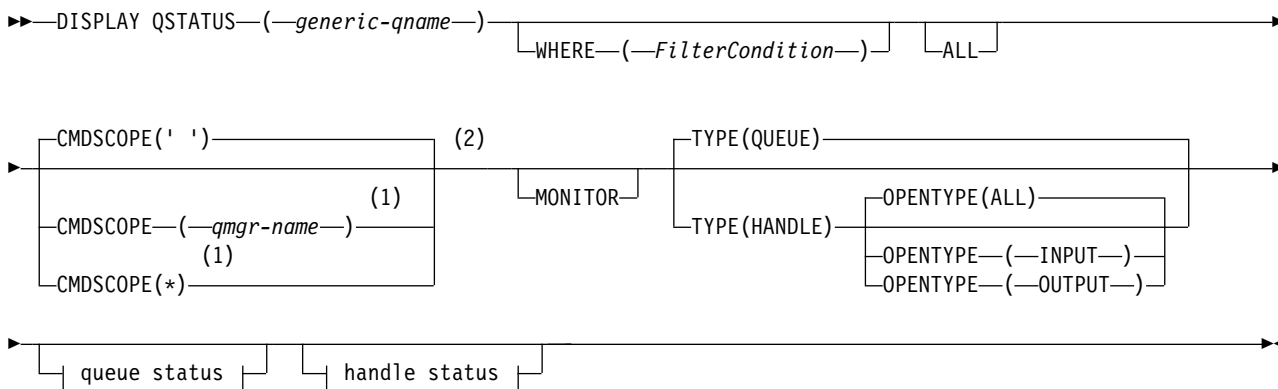 DISPLAY QSTATUS ( generic-qname )
WHERE ( FilterCondition ) ALL
CMDSCOPE(' ') (2) TYPE(QUEUE)
(1) MONITOR OPENTYPE(ALL)
CMDSCOPE ( qmgr-name ) TYPE(HANDLE)
(1) OPENTYPE ( INPUT )
CMDSCOPE(*) OPENTYPE ( OUTPUT )
queue status handle status